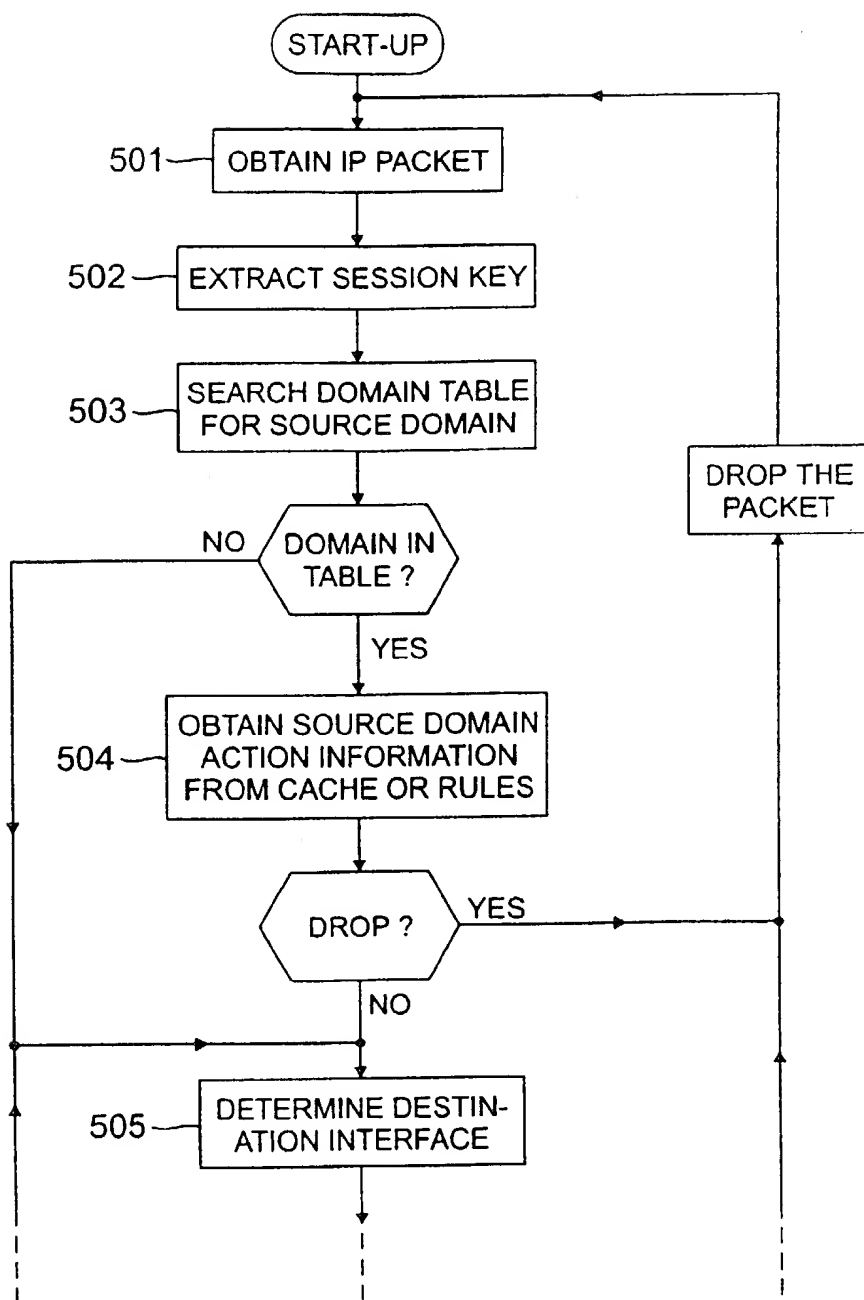 START-UP
501
OBTAIN IP PACKET
502
EXTRACT SESSION KEY
503
SEARCH DOMAIN TABLE
FOR SOURCE DOMAIN
DROP THE
PACKET
NO
DOMAIN IN
TABLE ?
YES
504
OBTAIN SOURCE DOMAIN
ACTION INFORMATION
FROM CACHE OR RULES
DROP ?
YES
NO
505
DETERMINE DESTIN-
ATION INTERFACE